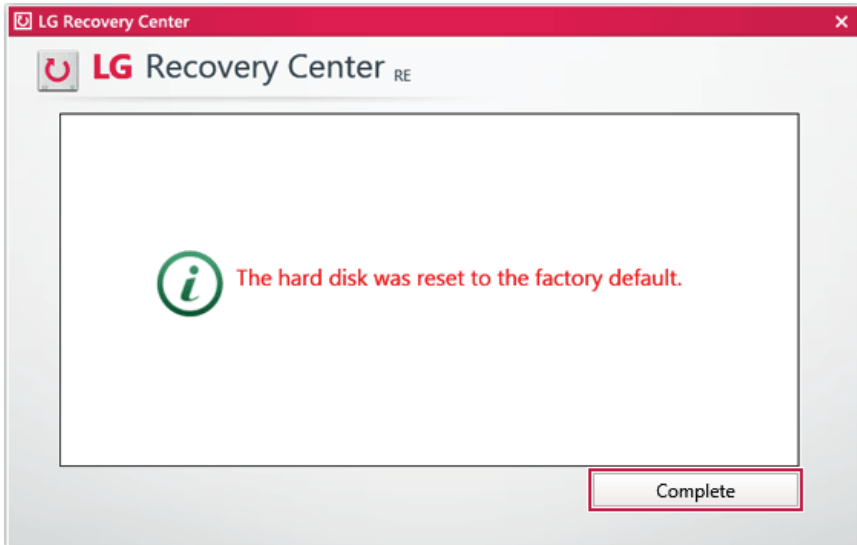 LG Recovery Center
LG Recovery Center RE
The hard disk was reset to the factory default.
Complete